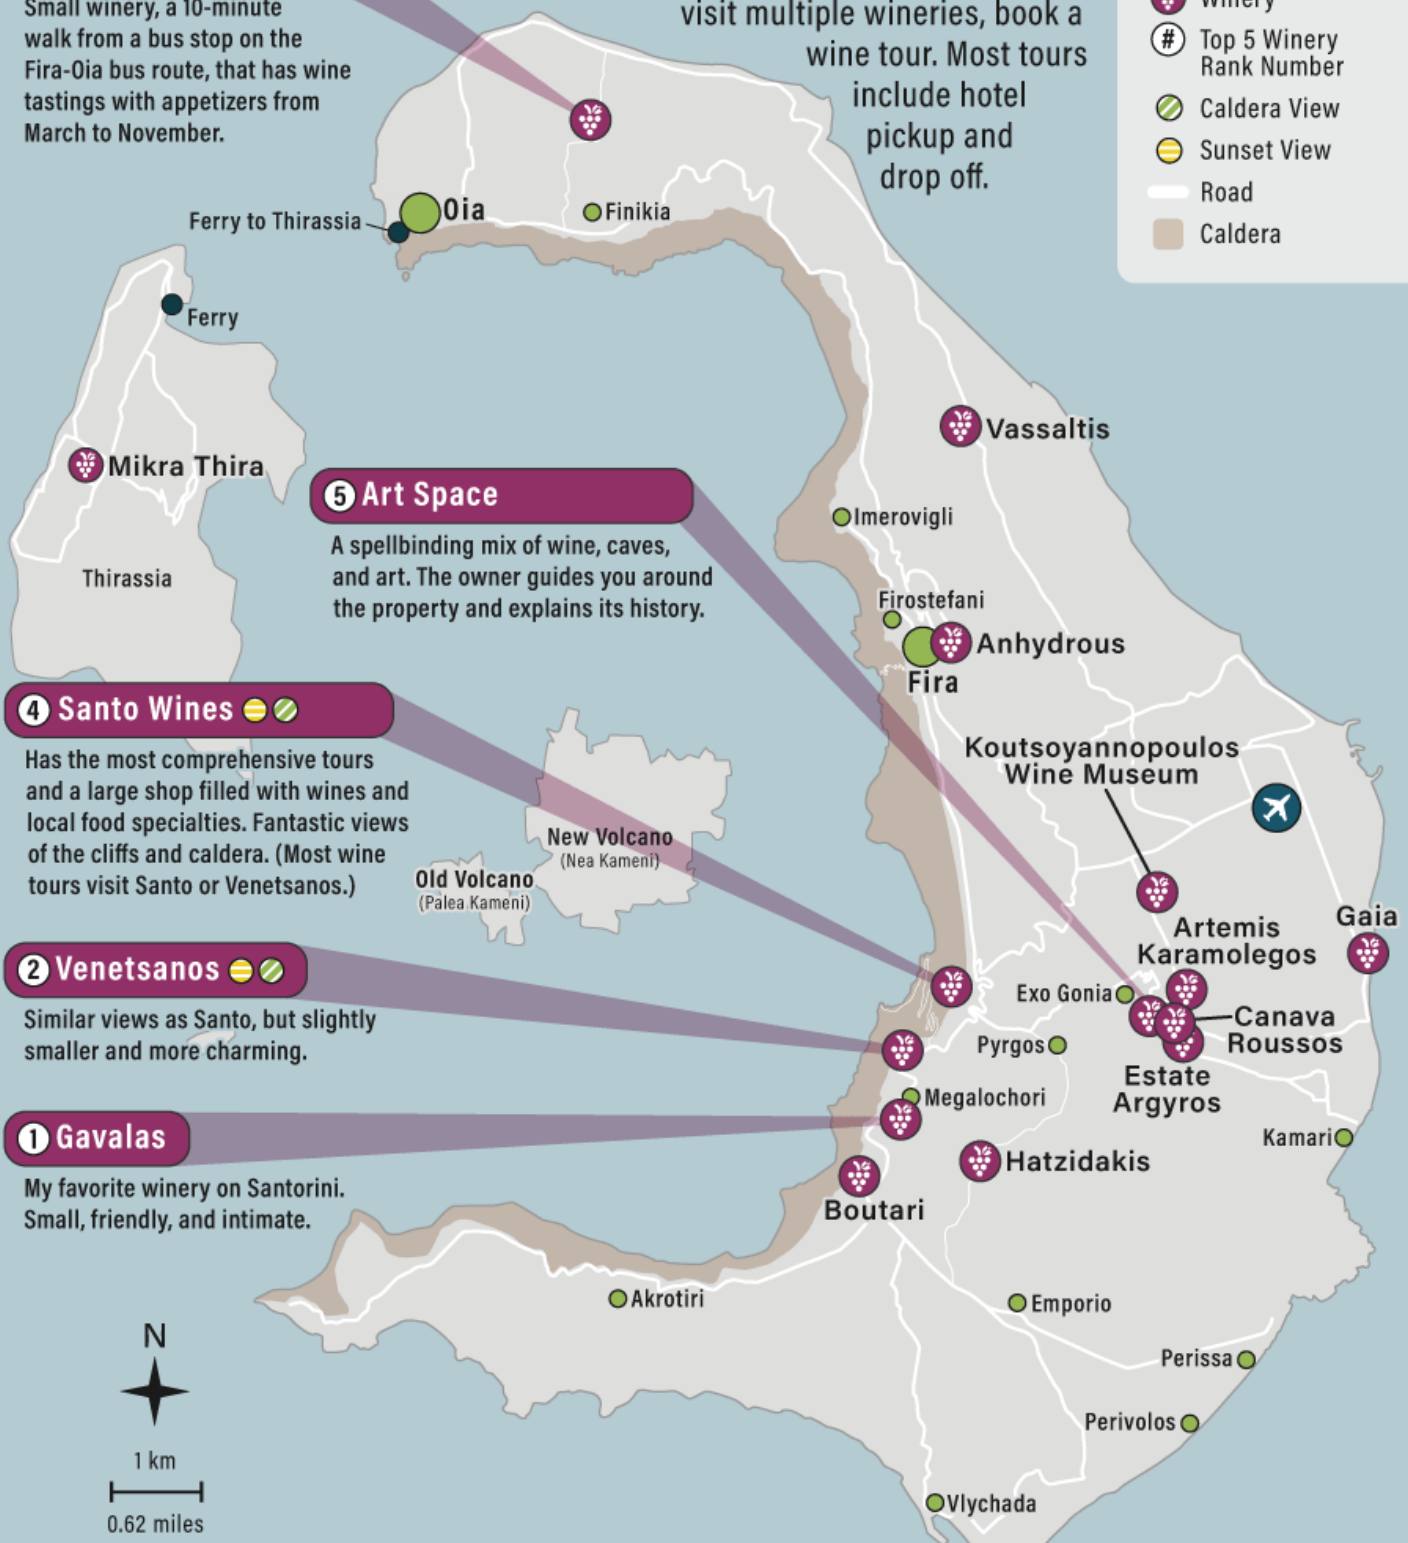 Small winery, a 10-minute
walk from a bus stop on the
Fira-Oia bus route, that has wine
tastings with appetizers from
March to November.
visit multiple wineries, book a
wine tour. Most tours
include hotel
pickup and
drop off.
Winery
# Top 5 Winery
Rank Number
Caldera View
Sunset View
Road
Caldera
Oia
Finikia
Ferry to Thirassia
Ferry
Mikra Thira
Thirassia
Vassaltis
5 Art Space
A spellbinding mix of wine, caves,
and art. The owner guides you around
the property and explains its history.
Imerovigli
Firostefani
Anhydrous
Fira
4 Santo Wines
Has the most comprehensive tours
and a large shop filled with wines and
local food specialties. Fantastic views
of the cliffs and caldera. (Most wine
tours visit Santo or Venetsanos.)
New Volcano
(Nea Kameni)
Old Volcano
(Palea Kameni)
Koutsoyannopoulos
Wine Museum
Artemis
Karamolegos
Gaia
2 Venetsanos
Similar views as Santo, but slightly
smaller and more charming.
Exo Gonia
Pyrgos
Canava
Roussos
Estate
Argyros
Megalochori
Kamari
1 Gavalas
My favorite winery on Santorini.
Small, friendly, and intimate.
Hatzidakis
Boutari
Akrotiri
Emporio
Perissa
Perivolos
Vlychada
N
1 km
0.62 miles